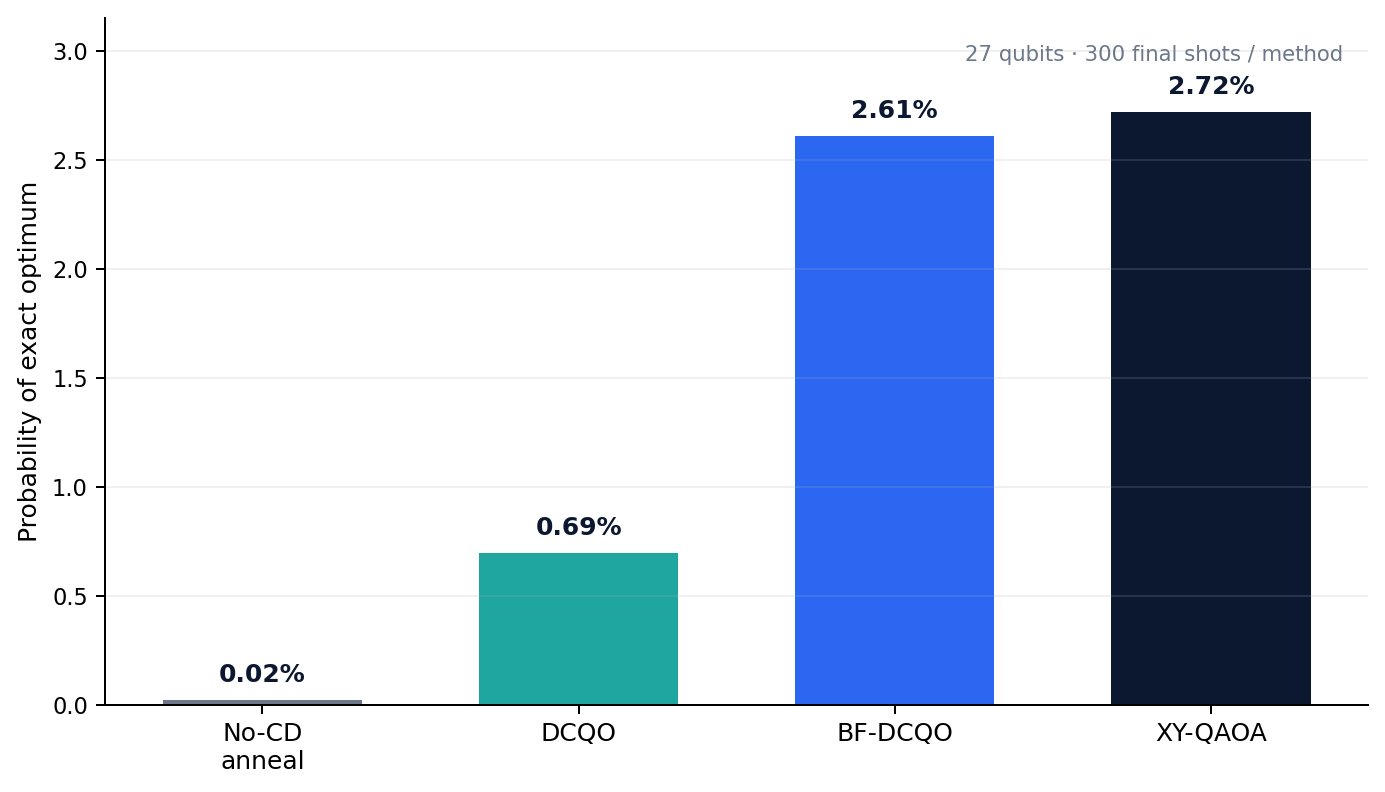 27 qubits · 300 final shots / method
Probability of exact optimum
3.0
2.5
2.0
1.5
1.0
0.5
0.0
0.02%
0.69%
2.61%
2.72%
No-CD
anneal
DCQO
BF-DCQO
XY-QAOA